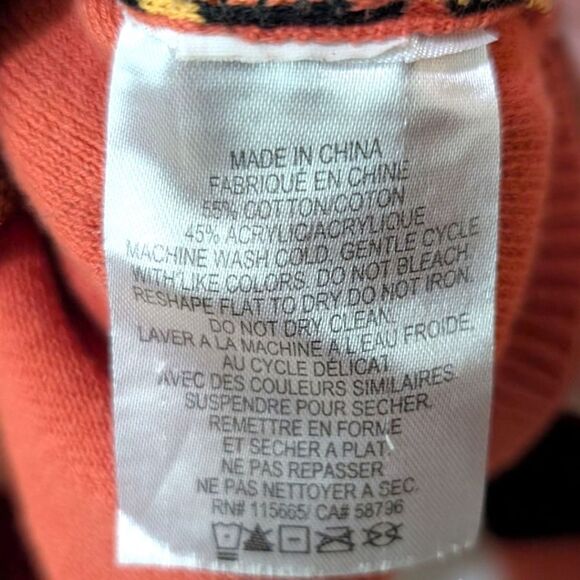 MADE IN CHINA
FABRIQUÉ EN CHINE
55% COTTON/COTON
45% ACRYLIC/ACRYLIQUE
MACHINE WASH COLD, GENTLE CYCLE
WITH LIKE COLORS. DO NOT BLEACH.
RESHAPE FLAT TO DRY DO NOT IRON.
DO NOT DRY CLEAN.
LAVER A LA MACHINE A L'EAU FROIDE,
AU CYCLE DÉLICAT
AVEC DES COULEURS SIMILAIRES.
SUSPENDRE POUR SECHER,
REMETTRE EN FORME
ET SECHER A PLAT.
NE PAS REPASSER
NE PAS NETTOYER A SEC.
RN# 115665/ CA# 58796